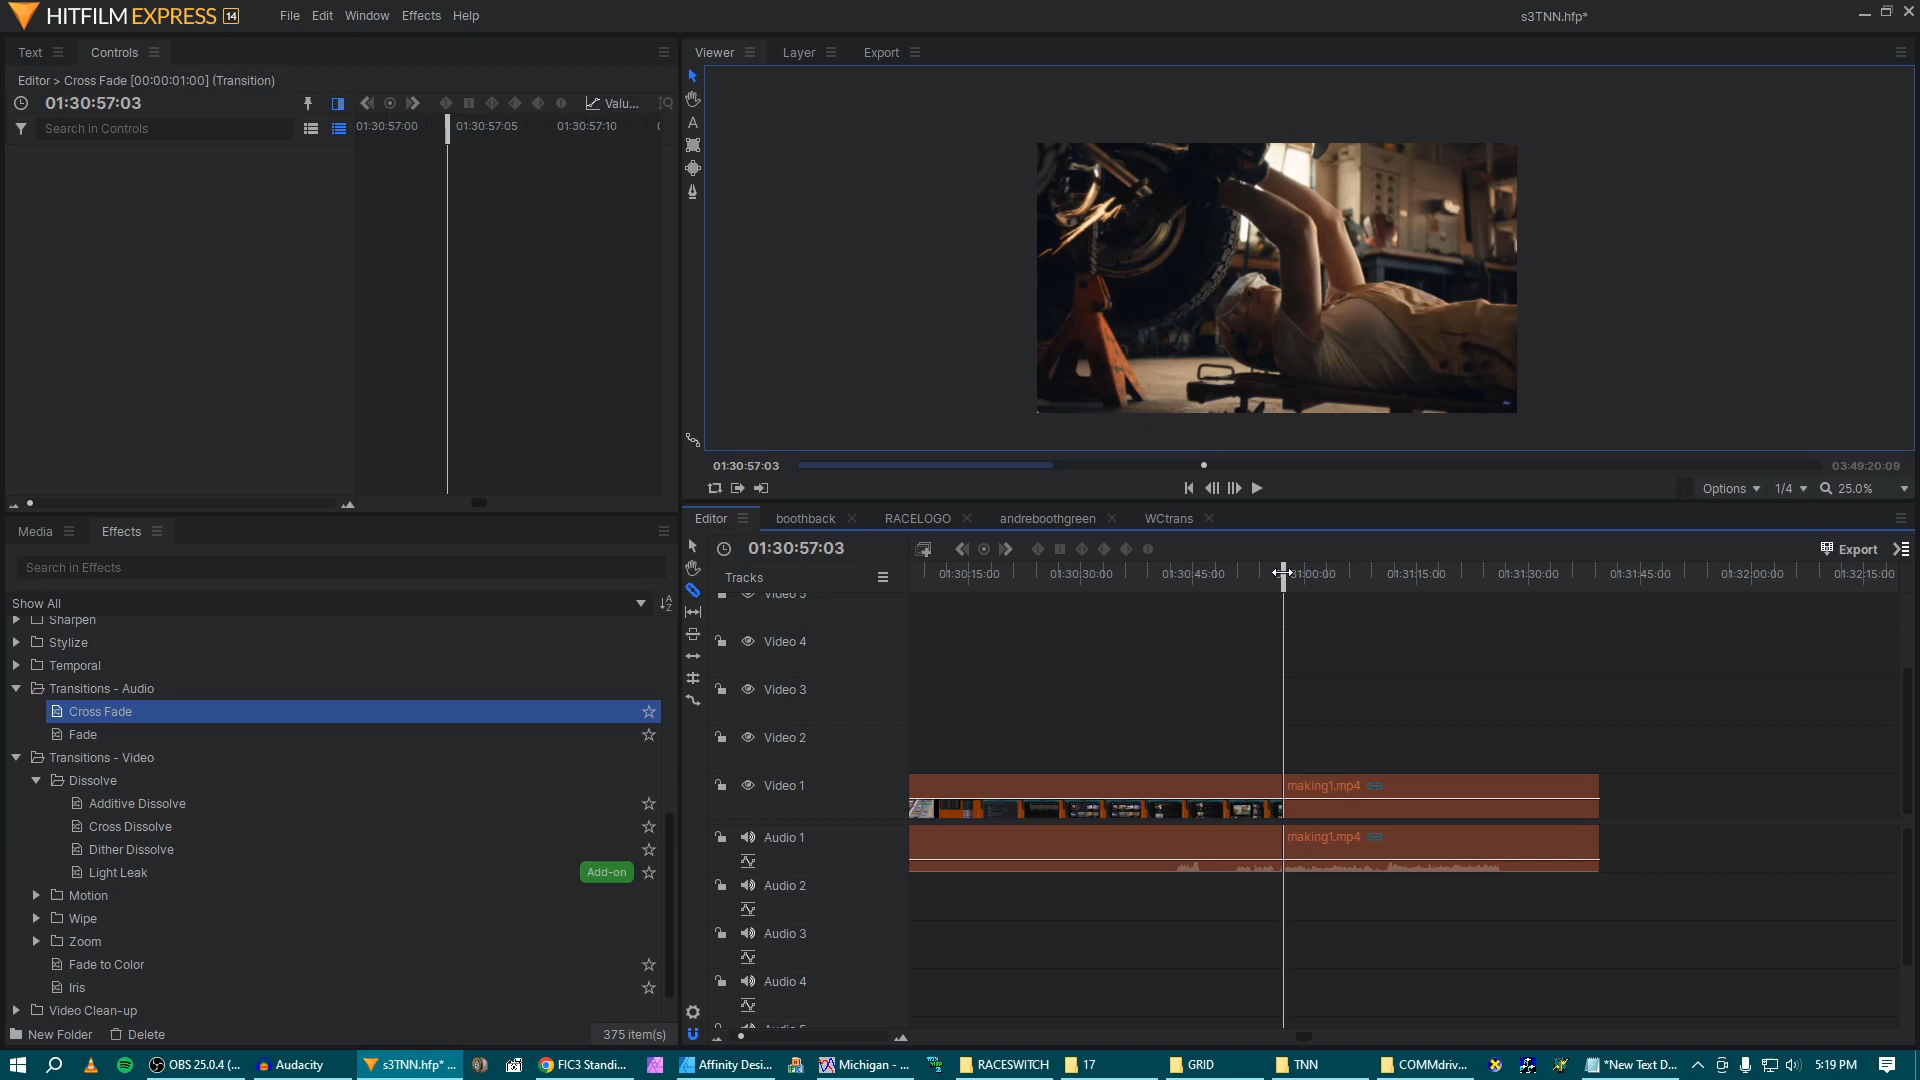 HITFILM EXPRESS 14
File Edit Window Effects Help
s3TNN.hfp*
Text Controls
Editor > Cross Fade [00:00:01:00] (Transition)
01:30:57:03
Valu...
Search in Controls
01:30:57:00 01:30:57:05 01:30:57:10
Viewer Layer Export
01:30:57:03
03:49:20:09
Options 1/4 25.0%
Media Effects
Search in Effects
Show All
Sharpen
Stylize
Temporal
Transitions - Audio
Cross Fade
Fade
Transitions - Video
Dissolve
Additive Dissolve
Cross Dissolve
Dither Dissolve
Light Leak Add-on
Motion
Wipe
Zoom
Fade to Color
Iris
Video Clean-up
New Folder Delete 375 item(s)
Editor boothback RACELOGO andreboothgreen WCtrans
01:30:57:03
Export
Tracks
01:30:15:00 01:30:30:00 01:30:45:00 31:00:00 01:31:15:00 01:31:30:00 01:31:45:00 01:32:00:00 01:32:15:00
Video 5
Video 4
Video 3
Video 2
Video 1
making1.mp4
Audio 1
making1.mp4
Audio 2
Audio 3
Audio 4
Audio 5
OBS 25.0.4 (... Audacity s3TNN.hfp* ... FIC3 Standi... Affinity Desi... Michigan - ... RACESWITCH 17 GRID TNN COMMdriv... *New Text D... 5:19 PM